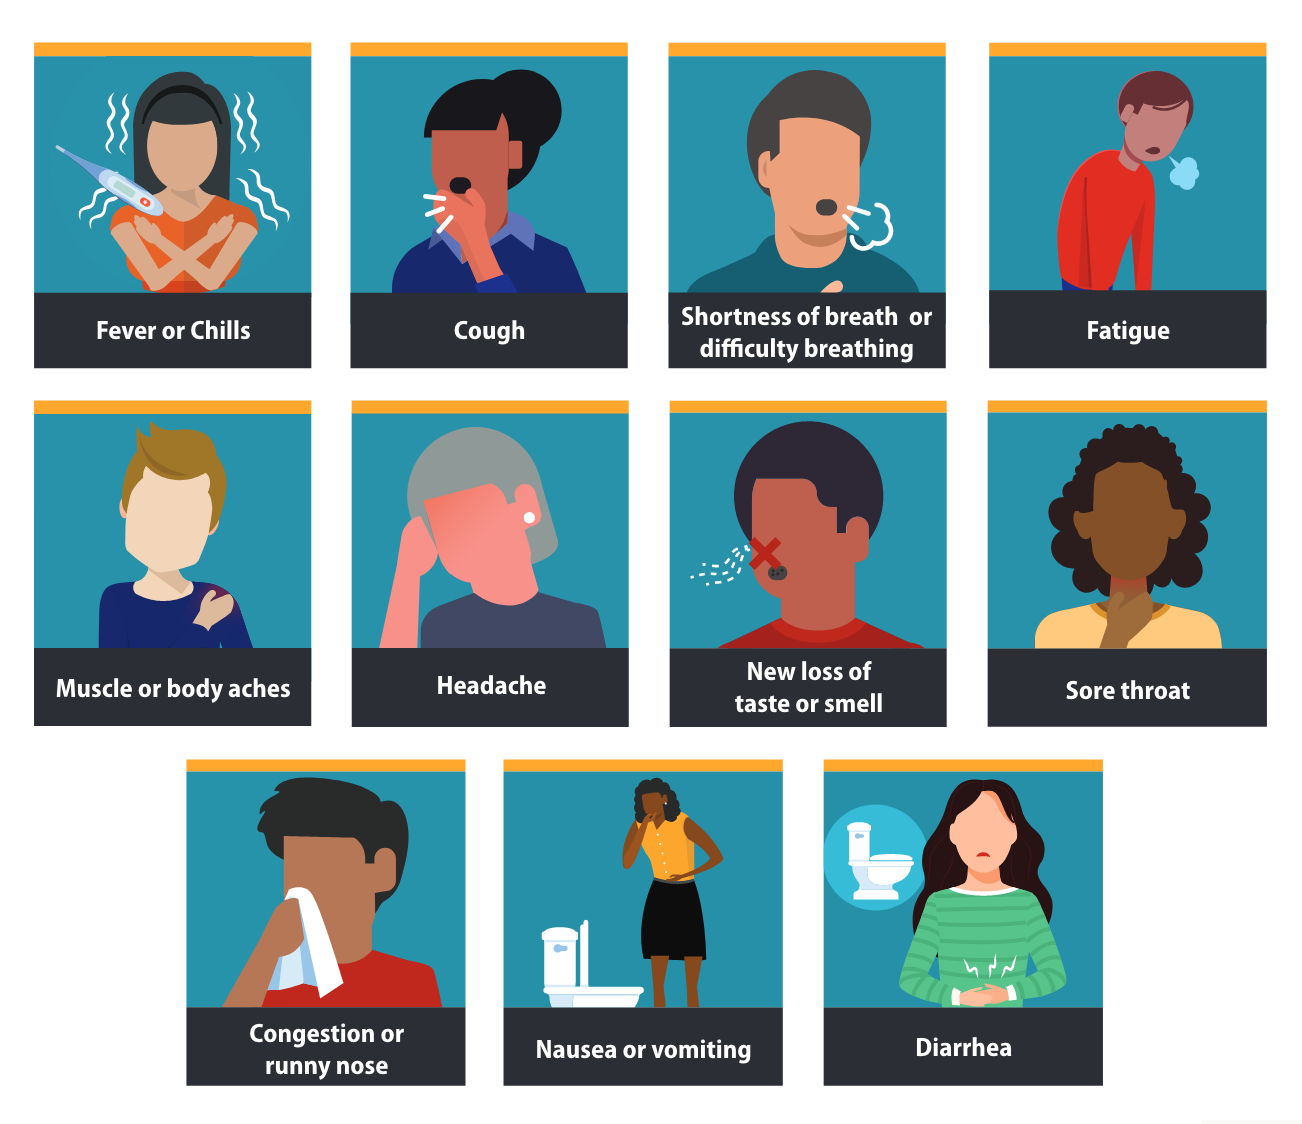 Fever or Chills
Cough
Shortness of breath or
difficulty breathing
Fatigue
Muscle or body aches
Headache
New loss of
taste or smell
Sore throat
Congestion or
runny nose
Nausea or vomiting
Diarrhea